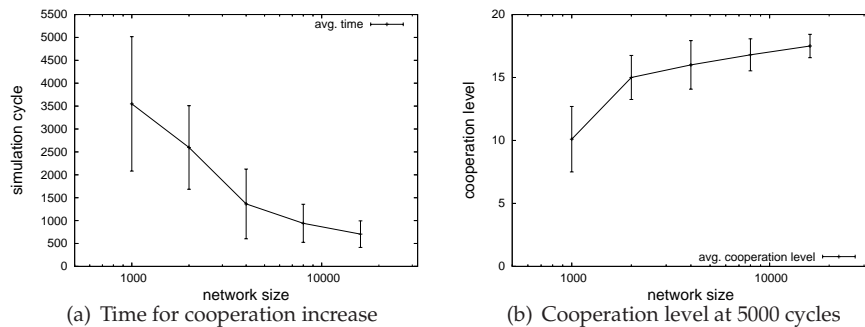 5500
5000
4500
4000
3500
3000
2500
2000
1500
1000
500
0
simulation cycle
avg. time
1000 10000
network size
(a) Time for cooperation increase
20
15
10
5
0
cooperation level
avg. cooperation level
1000 10000
network size
(b) Cooperation level at 5000 cycles